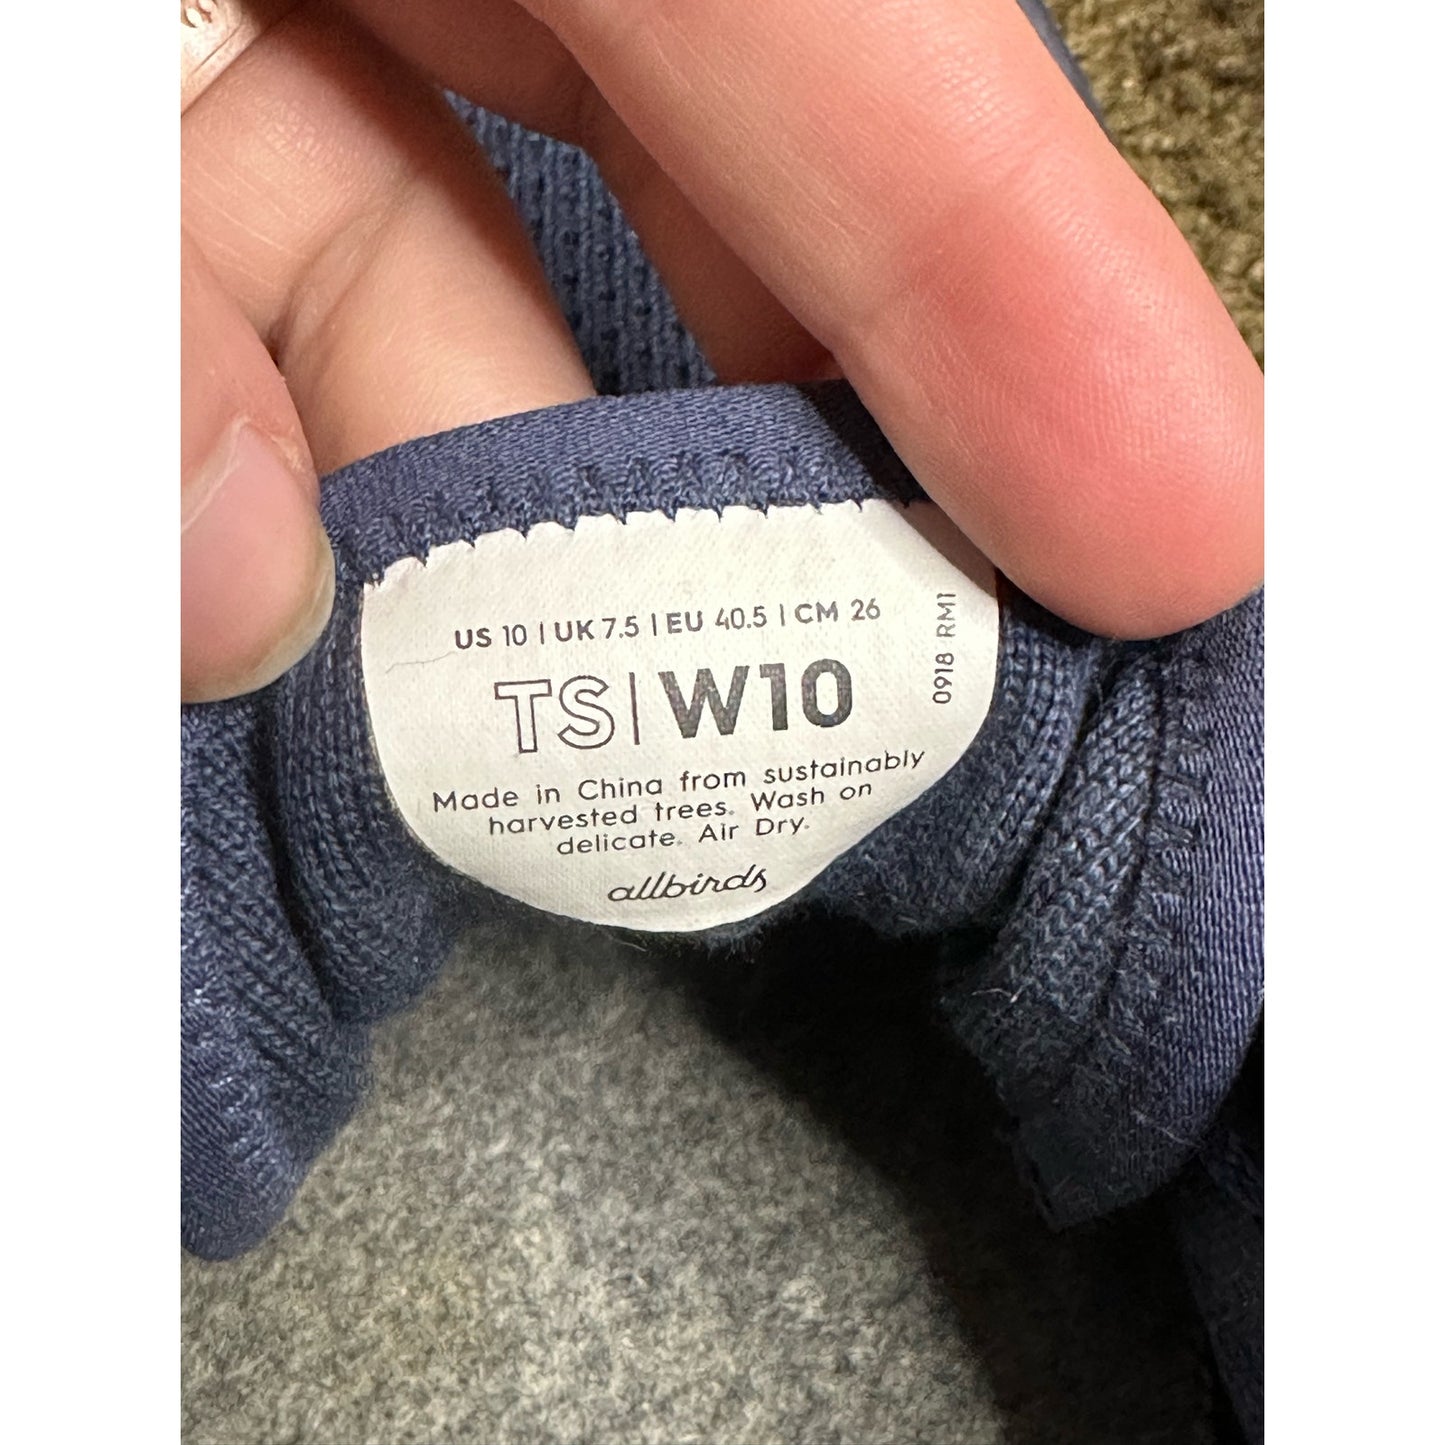 US 10 | UK 7.5 | EU 40.5 | CM 26
TS | W10
Made in China from sustainably
harvested trees. Wash on
delicate. Air Dry.
allbirds
0918 RM1